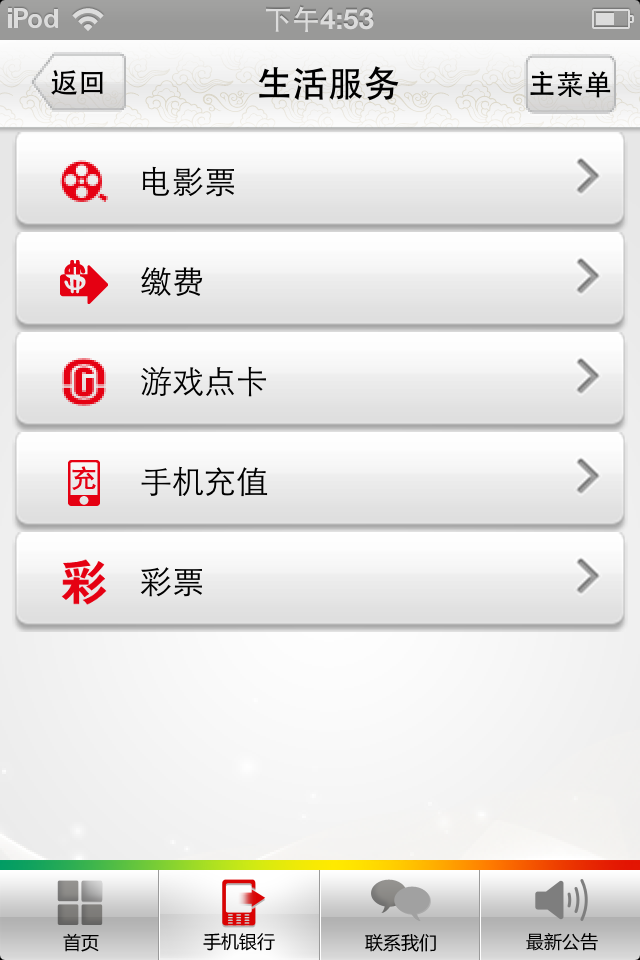 iPod 下午4:53
返回 生活服务 主菜单
电影票
$ 缴费
G 游戏点卡
充 手机充值
彩 彩票
首页 手机银行 联系我们 最新公告